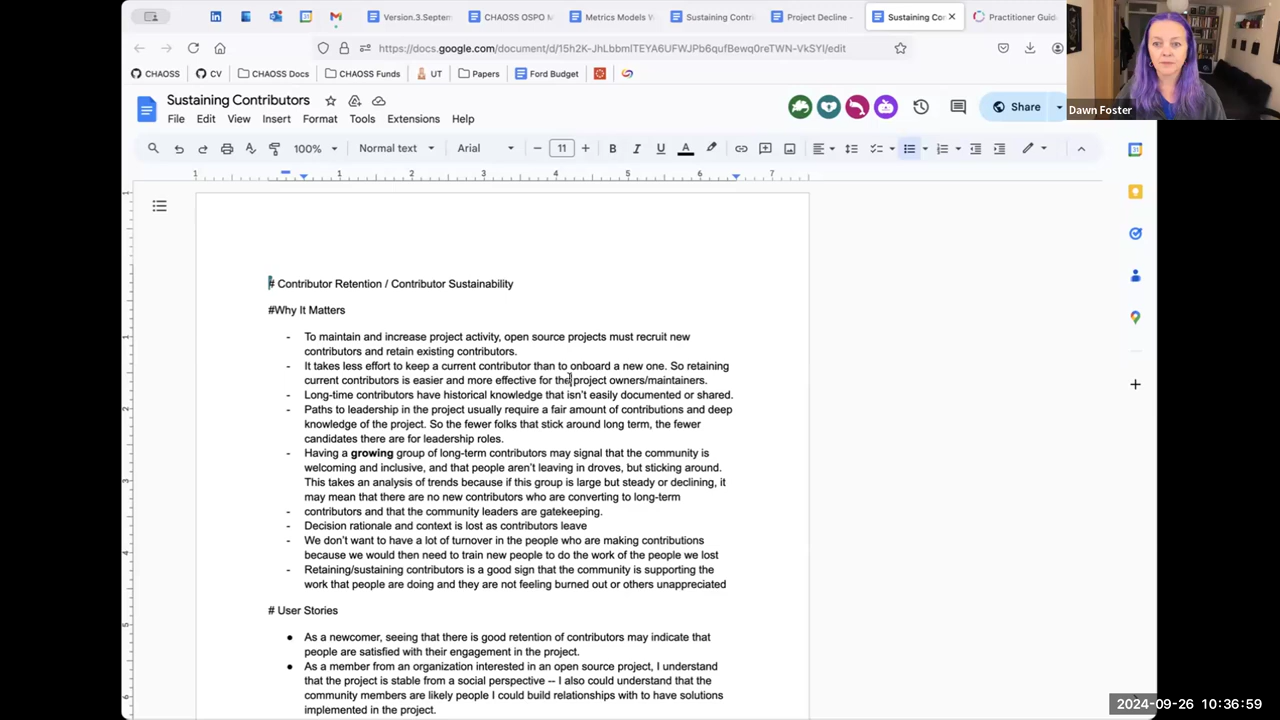 Version.3.Septem
CHAOSS OSPO M
Metrics Models W
Sustaining Contri
Project Decline -
Sustaining Co
Practitioner Guid
https://docs.google.com/document/d/15h2K-JhLbbmlTEYA6UFWJPb6qufBewq0reTWN-VkSYI/edit
CHAOSS
CV
CHAOSS Docs
CHAOSS Funds
UT
Papers
Ford Budget
Dawn Foster
Sustaining Contributors
Share
File Edit View Insert Format Tools Extensions Help
100% Normal text Arial 11
1 1 2 3 4 5 6 7
# Contributor Retention / Contributor Sustainability
#Why It Matters
- To maintain and increase project activity, open source projects must recruit new
contributors and retain existing contributors.
- It takes less effort to keep a current contributor than to onboard a new one. So retaining
current contributors is easier and more effective for the project owners/maintainers.
- Long-time contributors have historical knowledge that isn't easily documented or shared.
- Paths to leadership in the project usually require a fair amount of contributions and deep
knowledge of the project. So the fewer folks that stick around long term, the fewer
candidates there are for leadership roles.
- Having a growing group of long-term contributors may signal that the community is
welcoming and inclusive, and that people aren't leaving in droves, but sticking around.
This takes an analysis of trends because if this group is large but steady or declining, it
may mean that there are no new contributors who are converting to long-term
- contributors and that the community leaders are gatekeeping.
- Decision rationale and context is lost as contributors leave
- We don't want to have a lot of turnover in the people who are making contributions
because we would then need to train new people to do the work of the people we lost
- Retaining/sustaining contributors is a good sign that the community is supporting the
work that people are doing and they are not feeling burned out or others unappreciated
# User Stories
● As a newcomer, seeing that there is good retention of contributors may indicate that
people are satisfied with their engagement in the project.
● As a member from an organization interested in an open source project, I understand
that the project is stable from a social perspective -- I also could understand that the
community members are likely people I could build relationships with to have solutions
implemented in the project.
2024-09-26 10:36:59